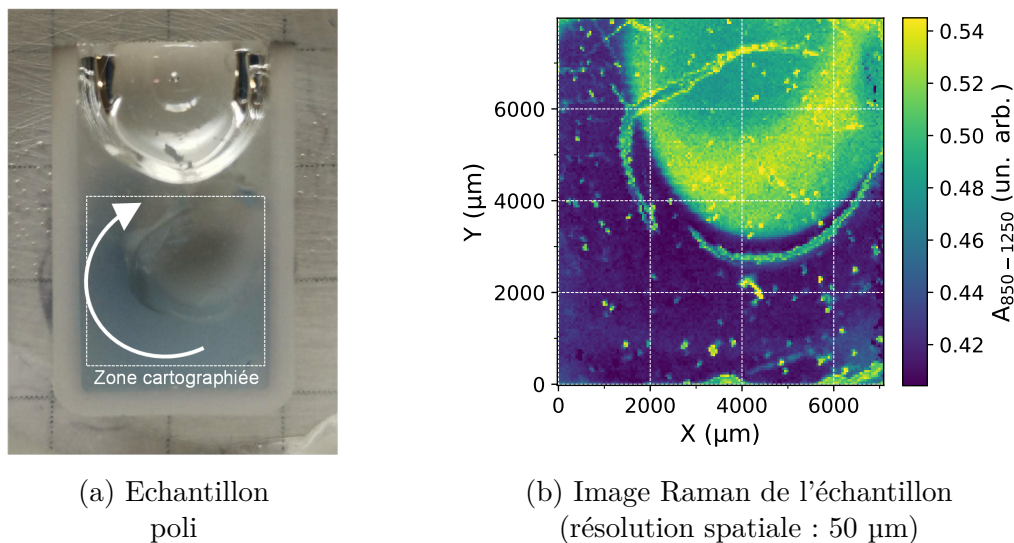 Zone cartographiée
0.54
0.52
0.50
0.48
0.46
0.44
0.42
A850−1250 (un. arb.)
6000
4000
2000
0
Y (µm)
0 2000 4000 6000
X (µm)
(a) Echantillon
poli
(b) Image Raman de l'échantillon
(résolution spatiale : 50 µm)